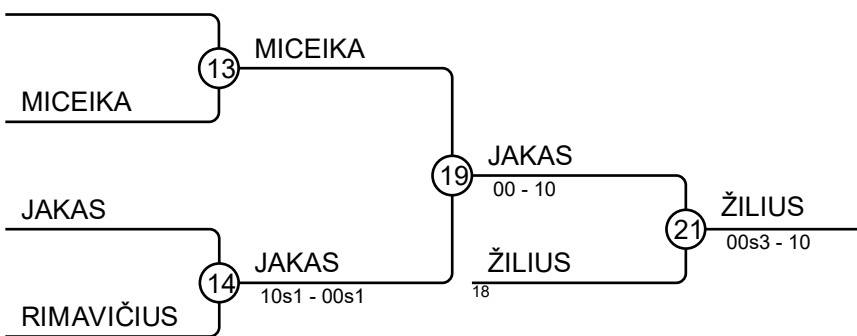 MICEIKA
13
MICEIKA
JAKAS
19
00 - 10
JAKAS
ŽILIUS
21
00s3 - 10
ŽILIUS
18
JAKAS
14
10s1 - 00s1
RIMAVIČIUS